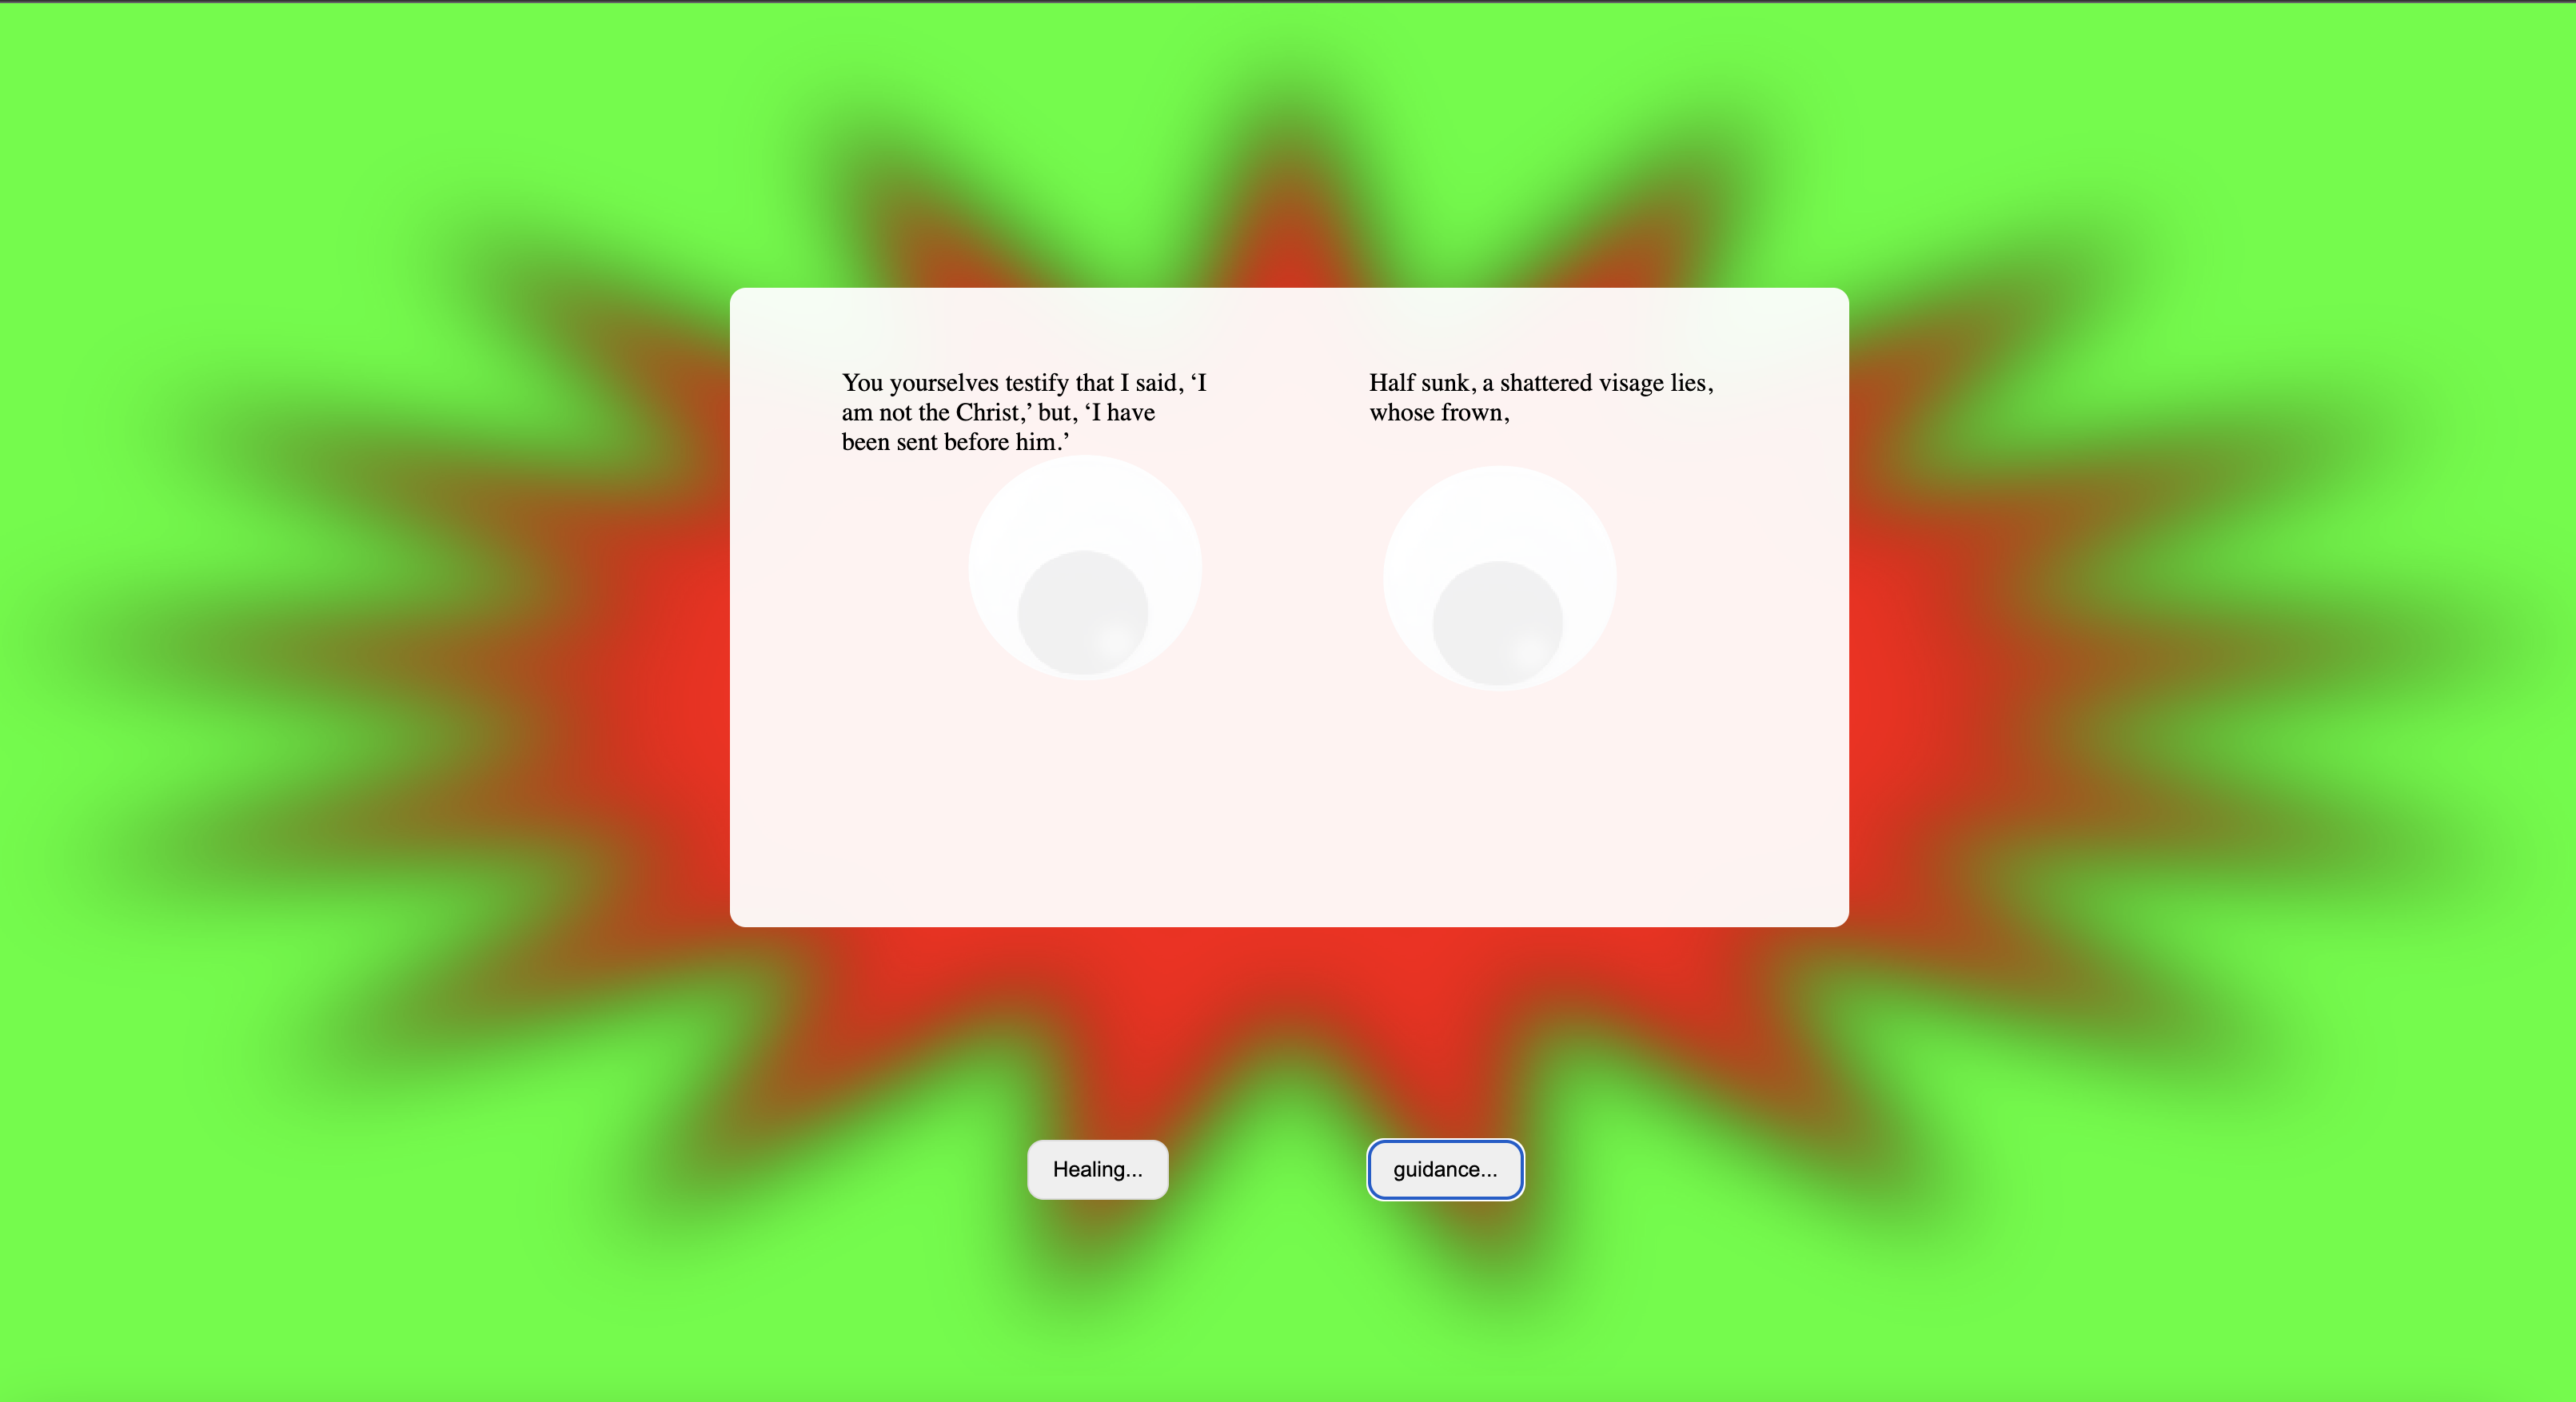 You yourselves testify that I said, ‘I
am not the Christ,’ but, ‘I have
been sent before him.’
Half sunk, a shattered visage lies,
whose frown,
Healing...
guidance...